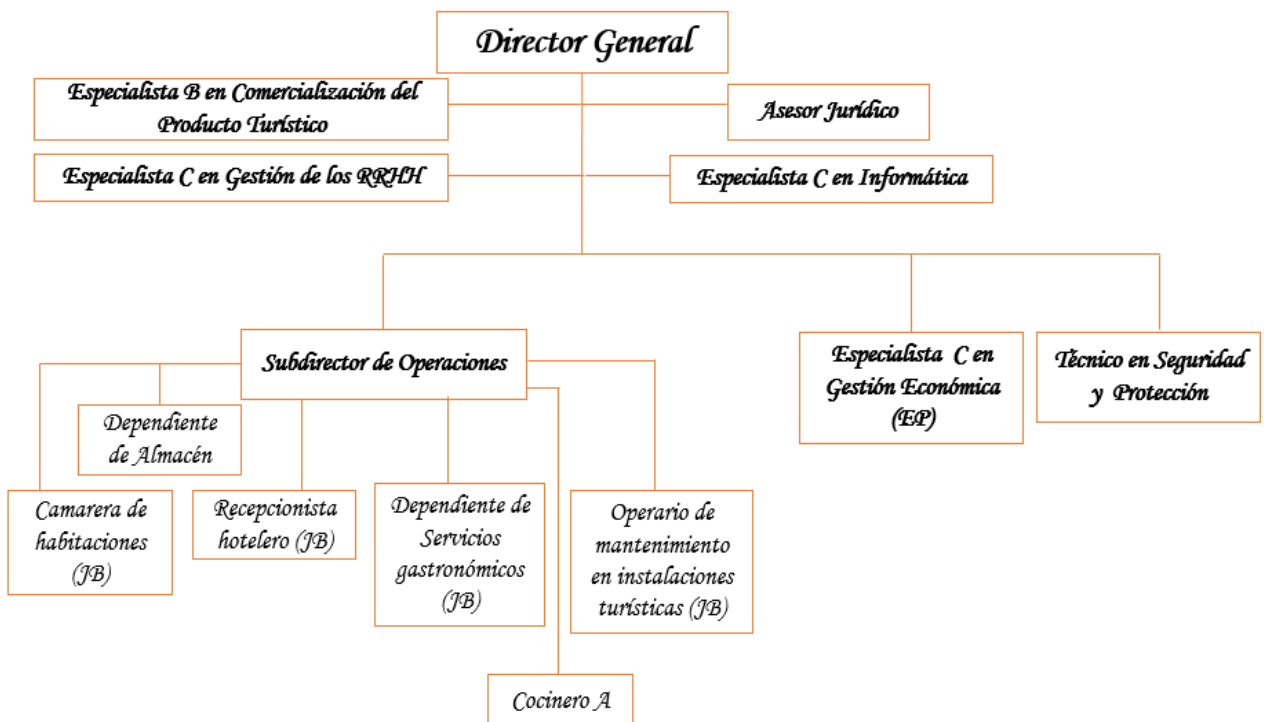 Director General
Especialista B en Comercialización del
Producto Turístico
Asesor Jurídico
Especialista C en Gestión de los RRHH
Especialista C en Informática
Subdirector de Operaciones
Especialista C en
Gestión Económica
(EP)
Técnico en Seguridad
y Protección
Dependiente
de Almacén
Camarera de
habitaciones
(JB)
Recepcionista
hotelero (JB)
Dependiente de
Servicios
gastronómicos
(JB)
Operario de
mantenimiento
en instalaciones
turísticas (JB)
Cocinero A